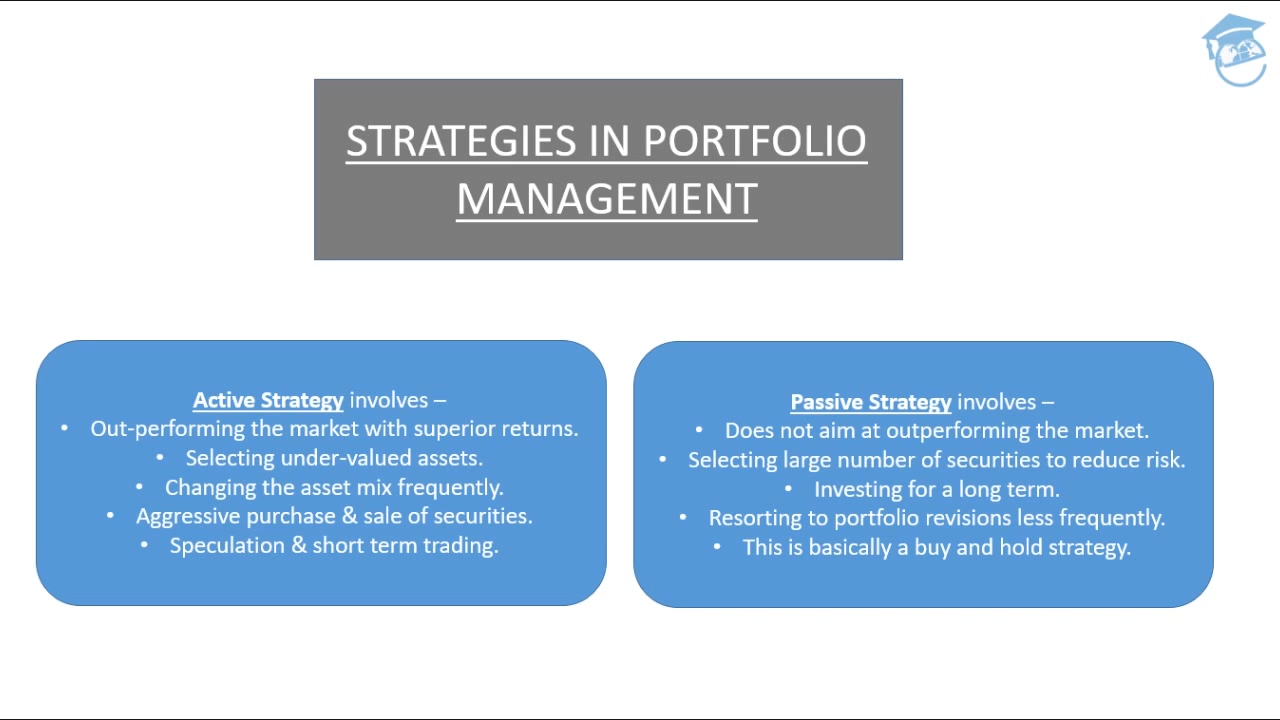 STRATEGIES IN PORTFOLIO
MANAGEMENT
Active Strategy involves –
• Out-performing the market with superior returns.
• Selecting under-valued assets.
• Changing the asset mix frequently.
• Aggressive purchase & sale of securities.
• Speculation & short term trading.
Passive Strategy involves –
• Does not aim at outperforming the market.
• Selecting large number of securities to reduce risk.
• Investing for a long term.
• Resorting to portfolio revisions less frequently.
• This is basically a buy and hold strategy.